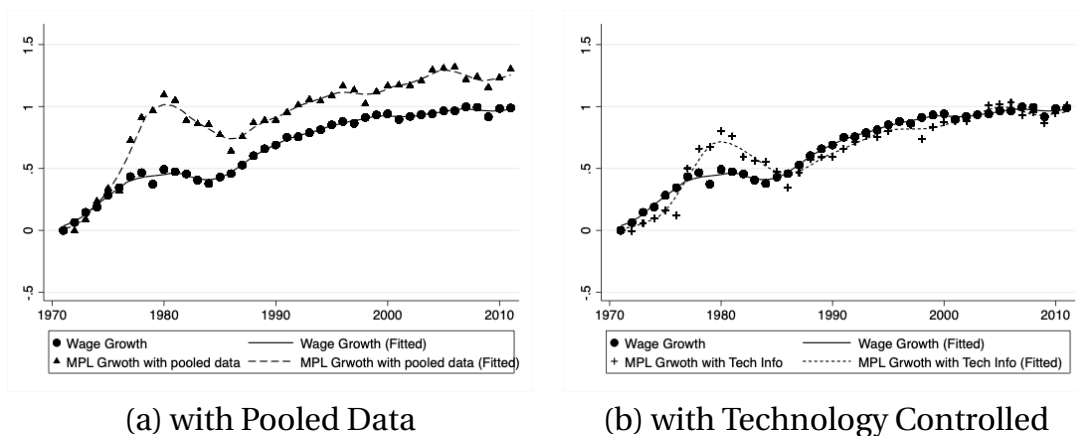 1.5
1
.5
0
-.5
1970 1980 1990 2000 2010
Wage Growth Wage Growth (Fitted)
MPL Grwoth with pooled data MPL Grwoth with pooled data (Fitted)
(a) with Pooled Data
1.5
1
.5
0
-.5
1970 1980 1990 2000 2010
Wage Growth Wage Growth (Fitted)
MPL Grwoth with Tech Info MPL Grwoth with Tech Info (Fitted)
(b) with Technology Controlled